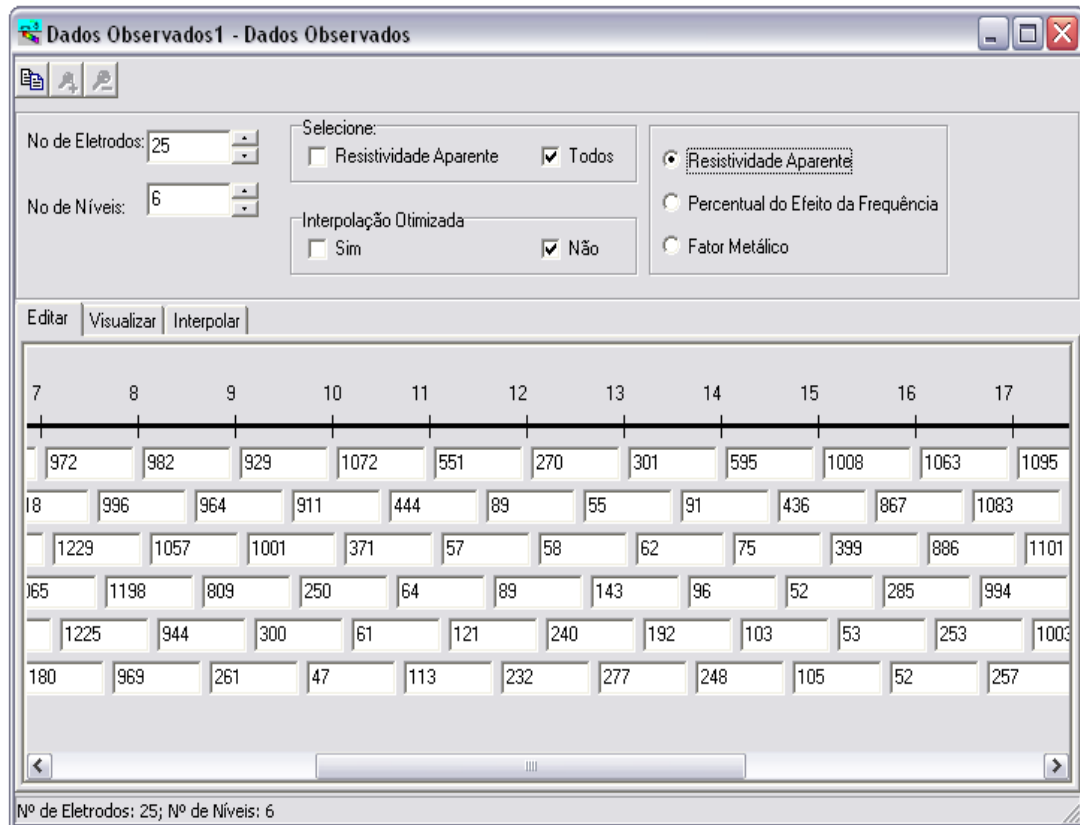 Dados Observados1 - Dados Observados
No de Eletrodos: 25
No de Níveis: 6
Selecione:
Resistividade Aparente Todos
Interpolação Otimizada
Sim Não
Resistividade Aparente
Percentual do Efeito da Frequência
Fator Metálico
Editar Visualizar Interpolar
7 8 9 10 11 12 13 14 15 16 17
972 982 929 1072 551 270 301 595 1008 1063 1095
18 996 964 911 444 89 55 91 436 867 1083
1229 1057 1001 371 57 58 62 75 399 886 1101
065 1198 809 250 64 89 143 96 52 285 994
1225 944 300 61 121 240 192 103 53 253 1003
180 969 261 47 113 232 277 248 105 52 257
Nº de Eletrodos: 25; Nº de Níveis: 6